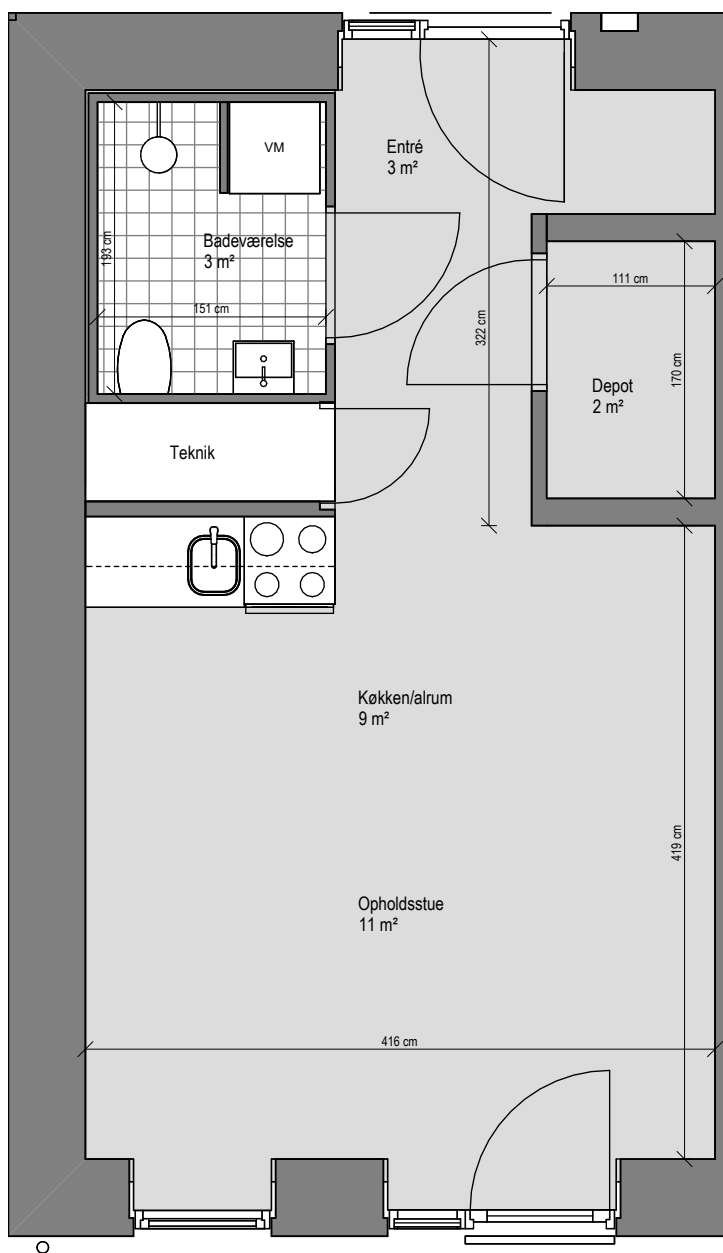 VM
Entré
3 m²
Badeværelse
3 m²
193 cm
151 cm
322 cm
111 cm
170 cm
Depot
2 m²
Teknik
Køkken/alrum
9 m²
419 cm
Opholdsstue
11 m²
416 cm